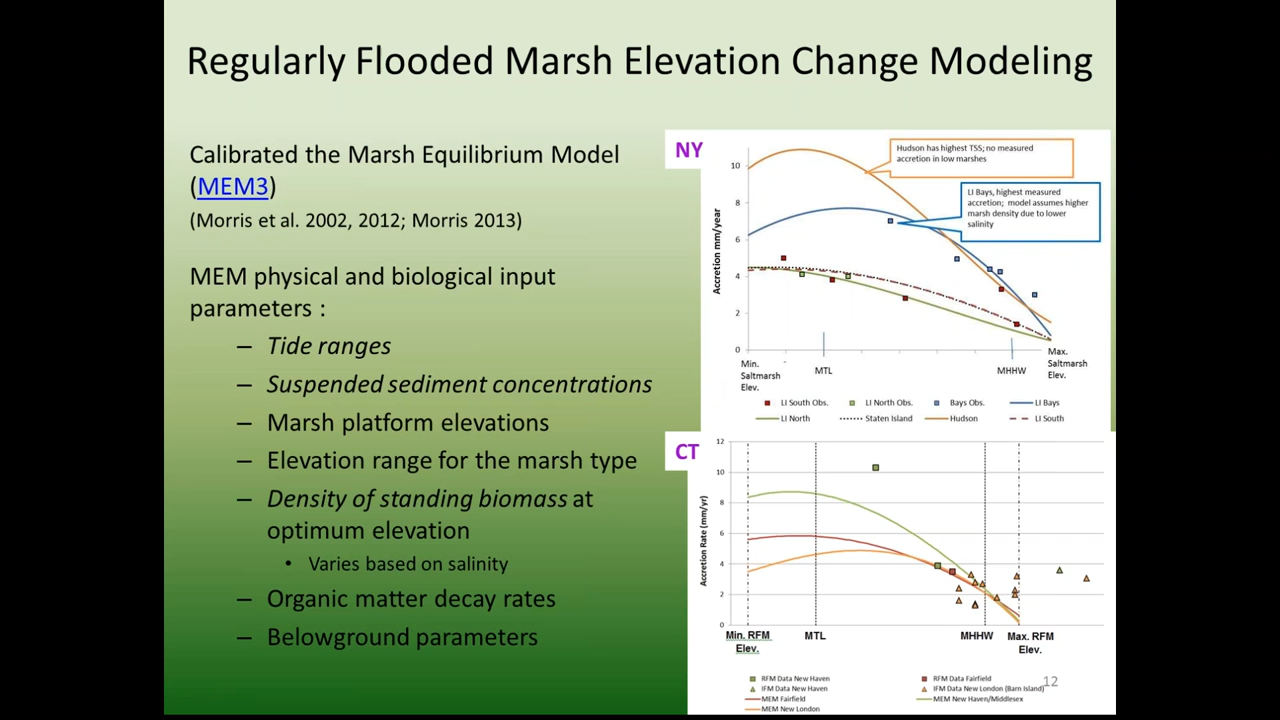 Regularly Flooded Marsh Elevation Change Modeling
Calibrated the Marsh Equilibrium Model
(MEM3)
(Morris et al. 2002, 2012; Morris 2013)
MEM physical and biological input
parameters :
– Tide ranges
– Suspended sediment concentrations
– Marsh platform elevations
– Elevation range for the marsh type
– Density of standing biomass at
optimum elevation
• Varies based on salinity
– Organic matter decay rates
– Belowground parameters
NY
Accretion mm/year
10
8
6
4
2
0
Hudson has highest TSS; no measured
accretion in low marshes
LI Bays, highest measured
accretion; model assumes higher
marsh density due to lower
salinity
Min.
Saltmarsh
Elev.
MTL
MHHW
Max.
Saltmarsh
Elev.
LI South Obs. LI North Obs. Bays Obs. LI Bays
LI North Staten Island Hudson LI South
CT
Accretion Rate (mm/yr)
12
10
8
6
4
2
0
Min. RFM
Elev.
MTL
MHHW
Max. RFM
Elev.
RFM Data New Haven RFM Data Fairfield
IFM Data New Haven IFM Data New London (Barn Island)
MEM Fairfield MEM New Haven/Middlesex
MEM New London
12